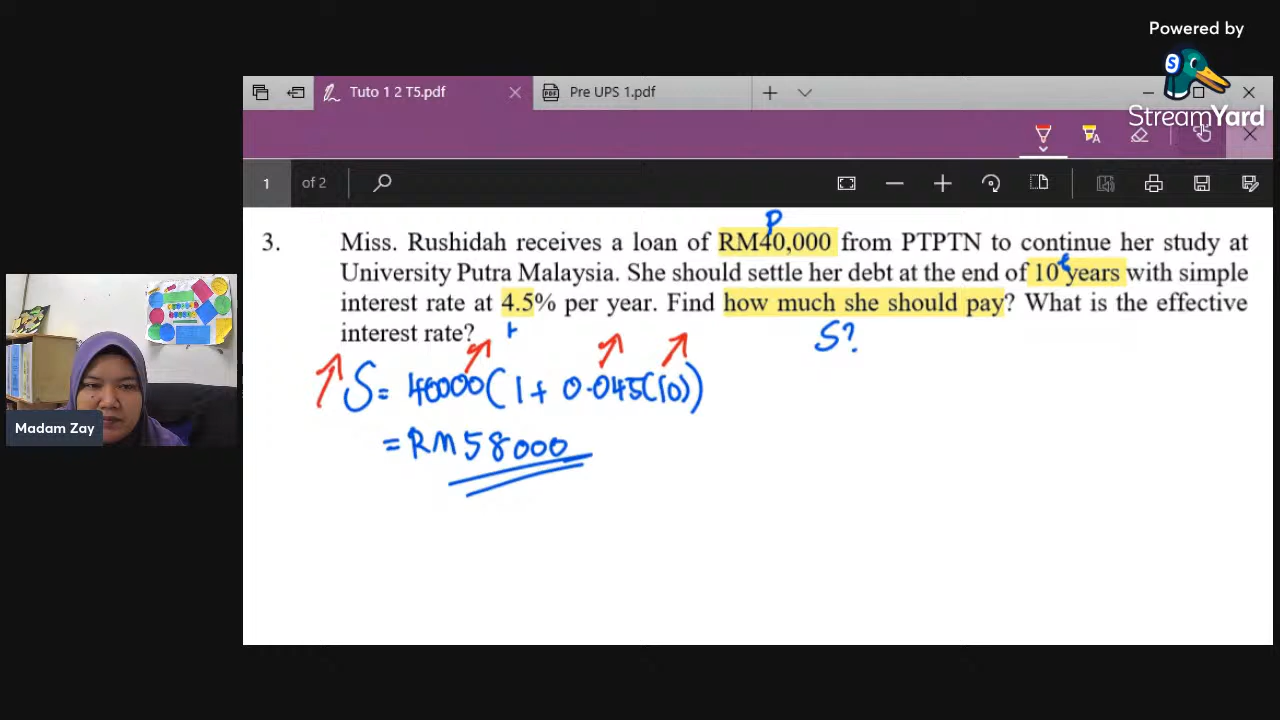 Powered by
StreamYard
Tuto 1 2 T5.pdf
Pre UPS 1.pdf
1 of 2
P
3. Miss. Rushidah receives a loan of RM40,000 from PTPTN to continue her study at
University Putra Malaysia. She should settle her debt at the end of 10 years with simple
interest rate at 4.5% per year. Find how much she should pay? What is the effective
interest rate?
t
r
S?
S = 40000(1 + 0.045(10))
= RM58000
Madam Zay